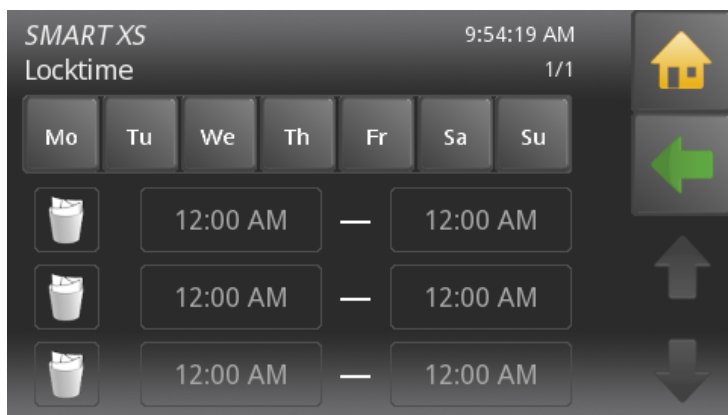 SMART XS 9:54:19 AM
Locktime 1/1
Mo Tu We Th Fr Sa Su
12:00 AM — 12:00 AM
12:00 AM — 12:00 AM
12:00 AM — 12:00 AM